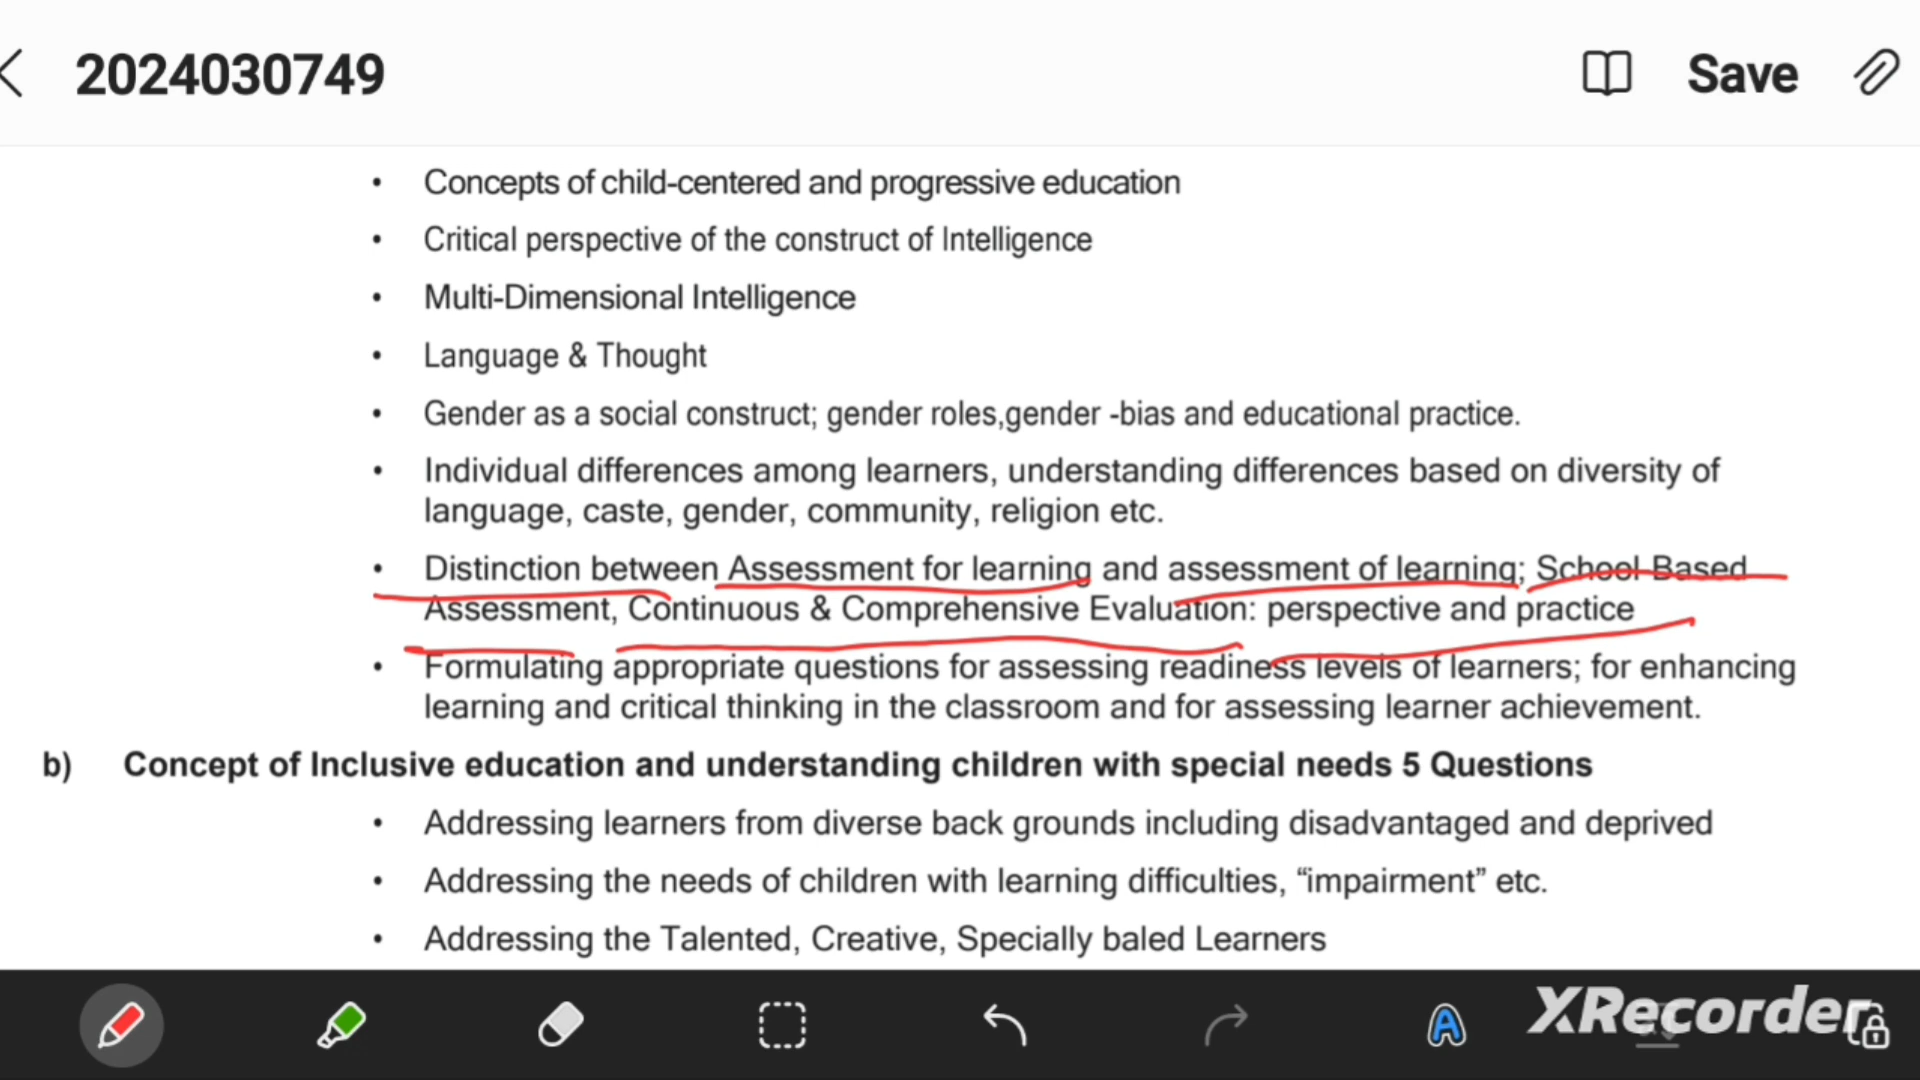 2024030749
Save
• Concepts of child-centered and progressive education
• Critical perspective of the construct of Intelligence
• Multi-Dimensional Intelligence
• Language & Thought
• Gender as a social construct; gender roles,gender -bias and educational practice.
• Individual differences among learners, understanding differences based on diversity of
language, caste, gender, community, religion etc.
• Distinction between Assessment for learning and assessment of learning; School Based
Assessment, Continuous & Comprehensive Evaluation: perspective and practice
• Formulating appropriate questions for assessing readiness levels of learners; for enhancing
learning and critical thinking in the classroom and for assessing learner achievement.
b) Concept of Inclusive education and understanding children with special needs 5 Questions
• Addressing learners from diverse back grounds including disadvantaged and deprived
• Addressing the needs of children with learning difficulties, “impairment” etc.
• Addressing the Talented, Creative, Specially baled Learners
A
XRecorder